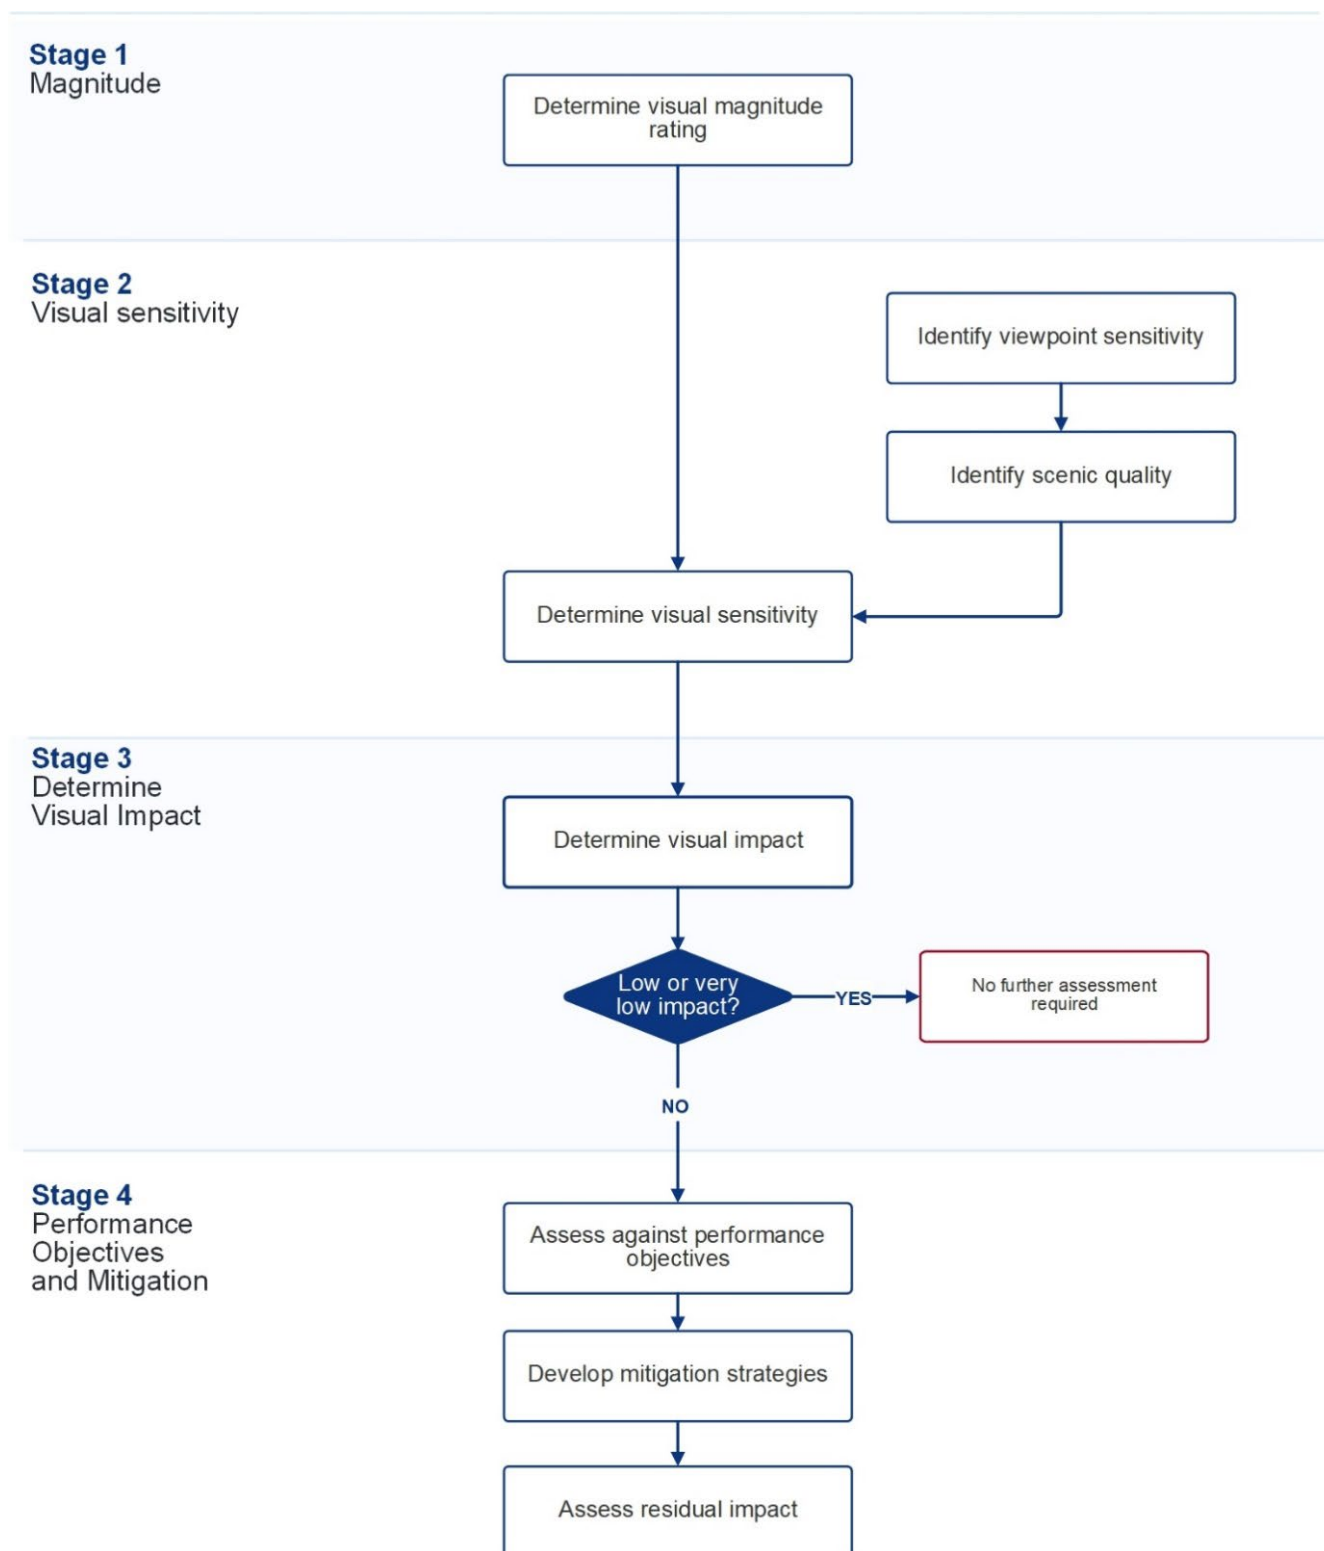 Stage 1
Magnitude
Determine visual magnitude
rating
Stage 2
Visual sensitivity
Identify viewpoint sensitivity
Identify scenic quality
Determine visual sensitivity
Stage 3
Determine
Visual Impact
Determine visual impact
Low or very
low impact?
YES
No further assessment
required
NO
Stage 4
Performance
Objectives
and Mitigation
Assess against performance
objectives
Develop mitigation strategies
Assess residual impact